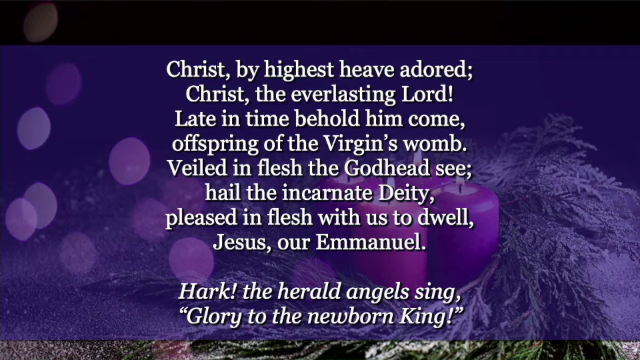 Christ, by highest heave adored;
Christ, the everlasting Lord!
Late in time behold him come,
offspring of the Virgin’s womb.
Veiled in flesh the Godhead see;
hail the incarnate Deity,
pleased in flesh with us to dwell,
Jesus, our Emmanuel.
Hark! the herald angels sing,
“Glory to the newborn King!”